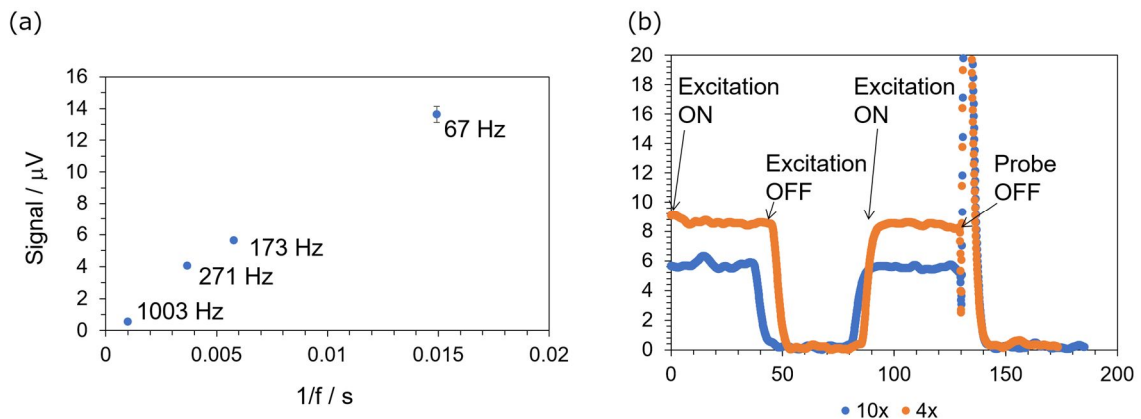 (a)
Signal / μV
16
14
12
10
8
6
4
2
0
67 Hz
173 Hz
271 Hz
1003 Hz
0 0.005 0.01 0.015 0.02
1/f / s
(b)
20
18
16
14
12
10
8
6
4
2
0
Excitation
ON
Excitation
OFF
Excitation
ON
Probe
OFF
0 50 100 150 200
10x 4x